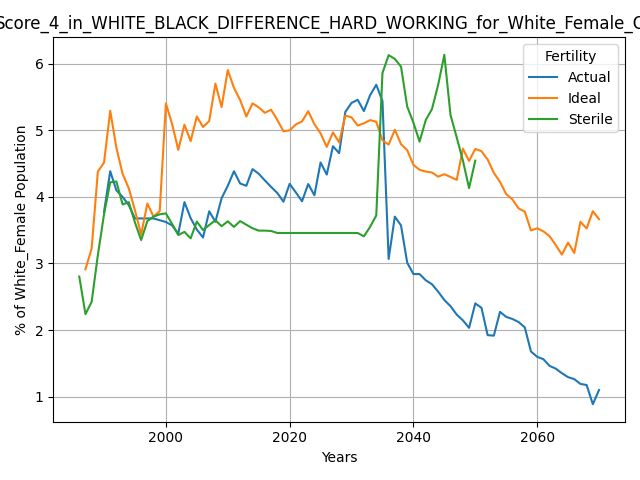 Score_4_in_WHITE_BLACK_DIFFERENCE_HARD_WORKING_for_White_Female_C
Fertility
Actual
Ideal
Sterile
% of White_Female Population
6
5
4
3
2
1
2000 2020 2040 2060
Years